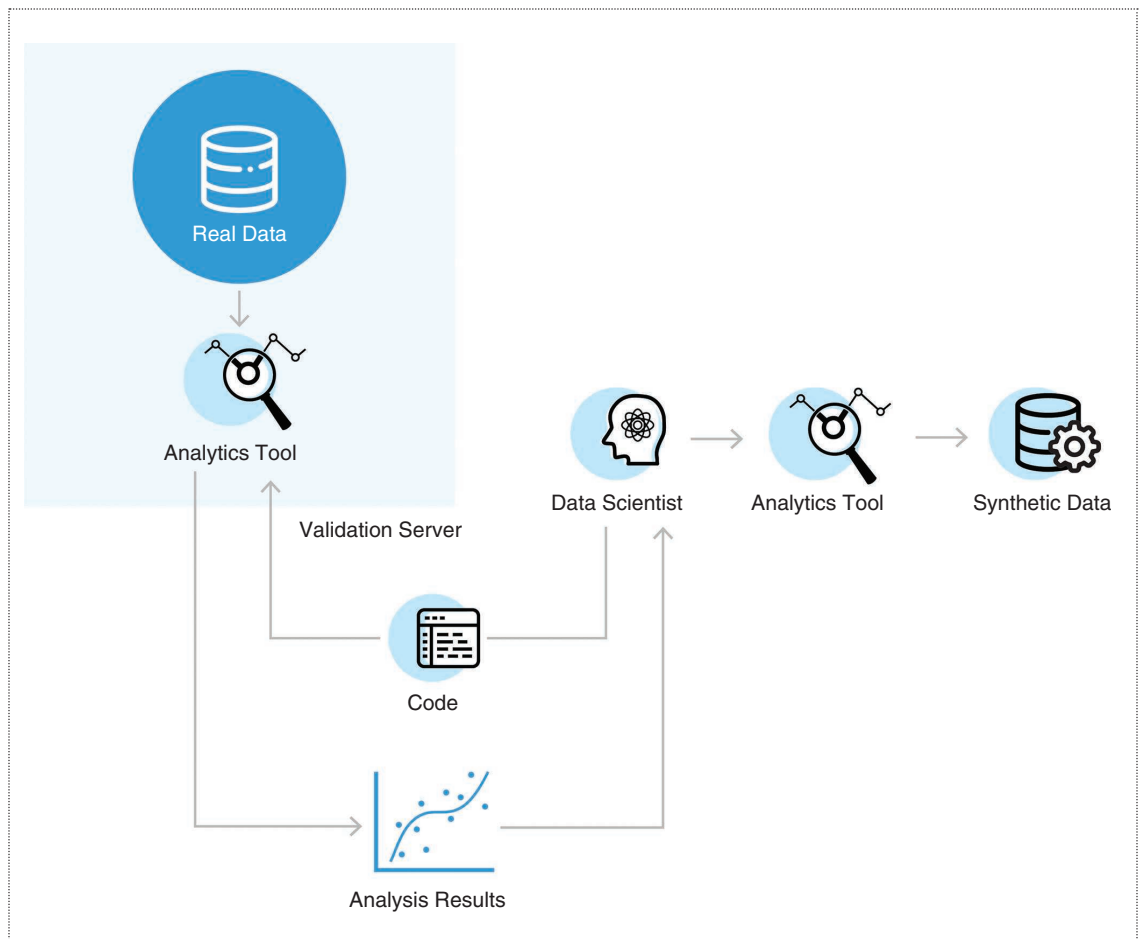 Real Data
Analytics Tool
Validation Server
Data Scientist
Analytics Tool
Synthetic Data
Code
Analysis Results